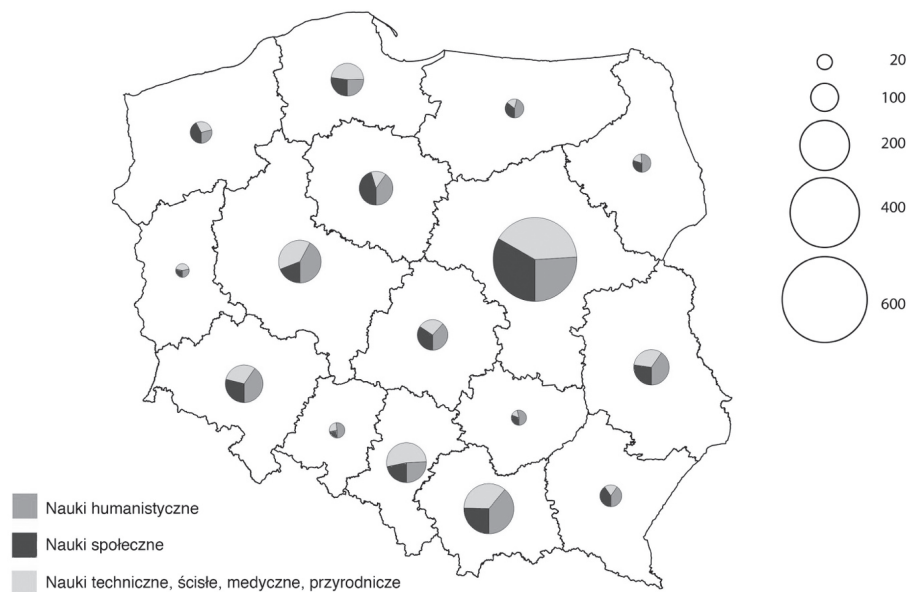 20
100
200
400
600
Nauki humanistyczne
Nauki społeczne
Nauki techniczne, ścisłe, medyczne, przyrodnicze